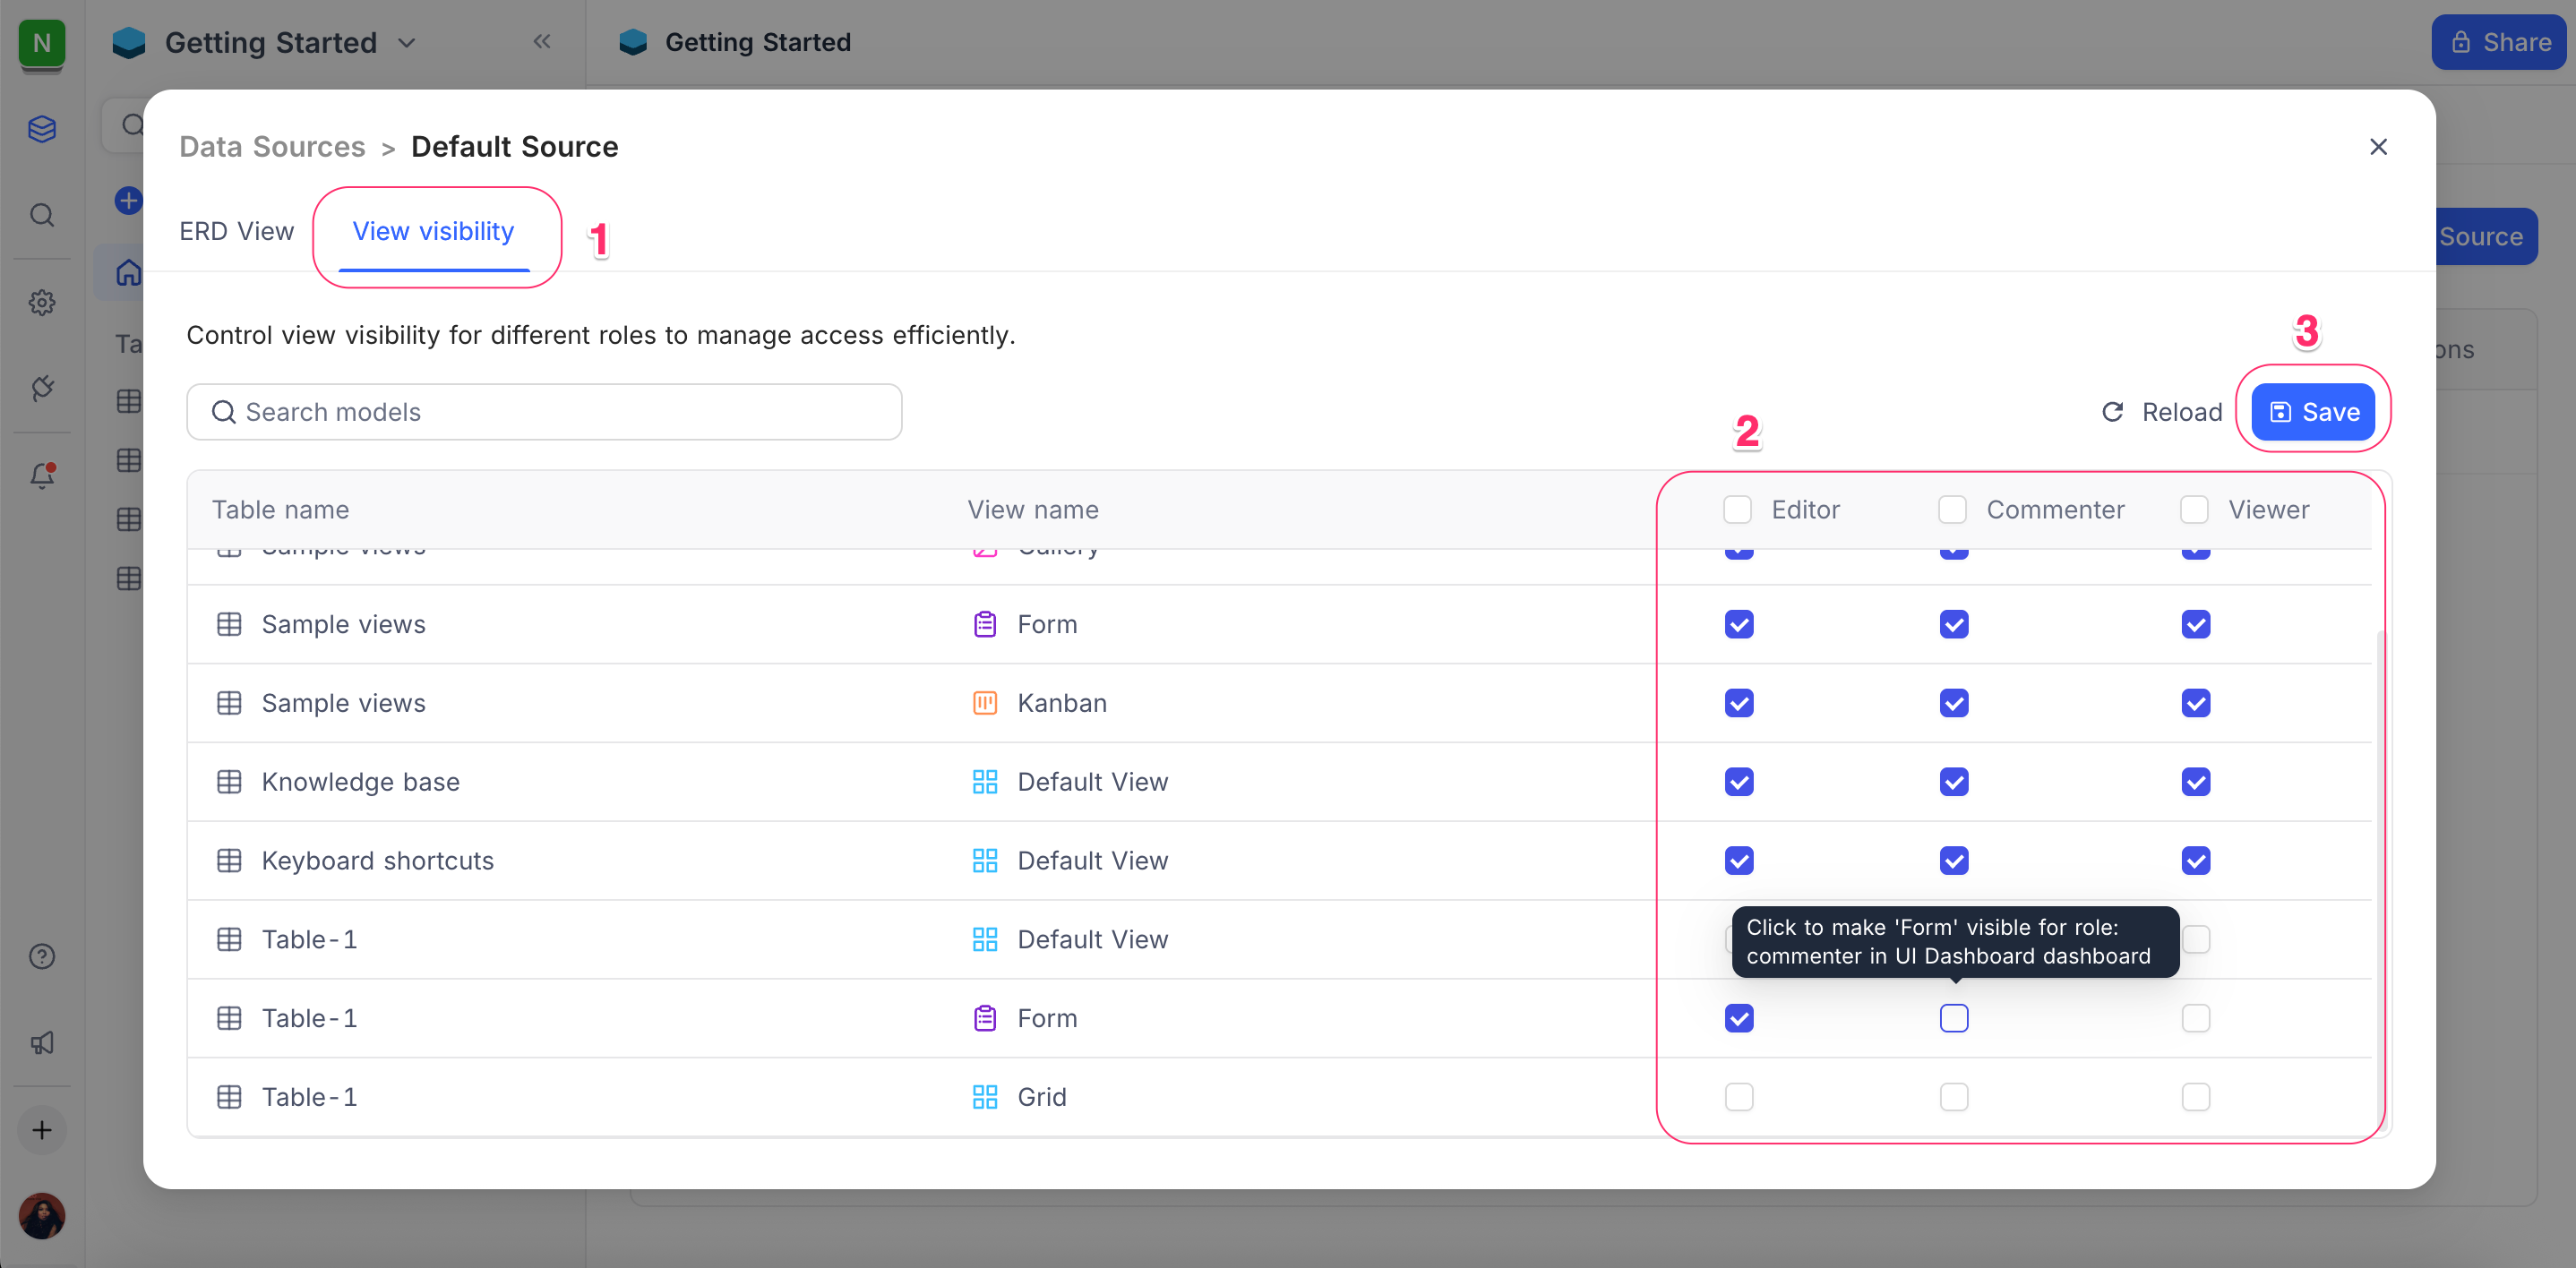 N
Getting Started
Getting Started
Share
Data Sources > Default Source
ERD View
View visibility
1
Source
Control view visibility for different roles to manage access efficiently.
3
Ta
ons
Search models
2
Reload
Save
Table name
View name
Editor
Commenter
Viewer
Sample views
Gallery
Sample views
Form
Sample views
Kanban
Knowledge base
Default View
Keyboard shortcuts
Default View
Table-1
Default View
Click to make 'Form' visible for role:
commenter in UI Dashboard dashboard
Table-1
Form
Table-1
Grid